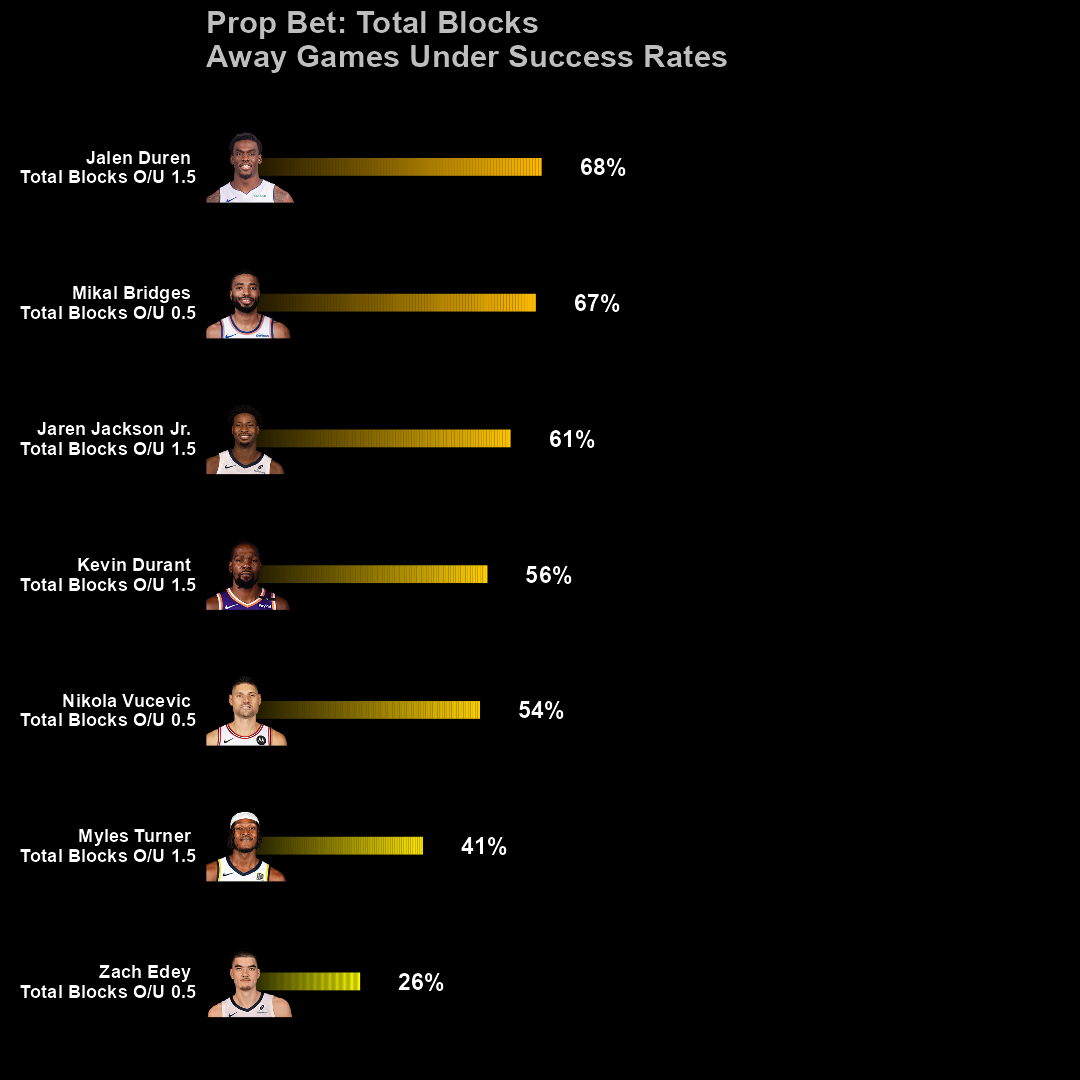 Prop Bet: Total Blocks
Away Games Under Success Rates
Jalen Duren
Total Blocks O/U 1.5
68%
Mikal Bridges
Total Blocks O/U 0.5
67%
Jaren Jackson Jr.
Total Blocks O/U 1.5
61%
Kevin Durant
Total Blocks O/U 1.5
56%
Nikola Vucevic
Total Blocks O/U 0.5
54%
Myles Turner
Total Blocks O/U 1.5
41%
Zach Edey
Total Blocks O/U 0.5
26%